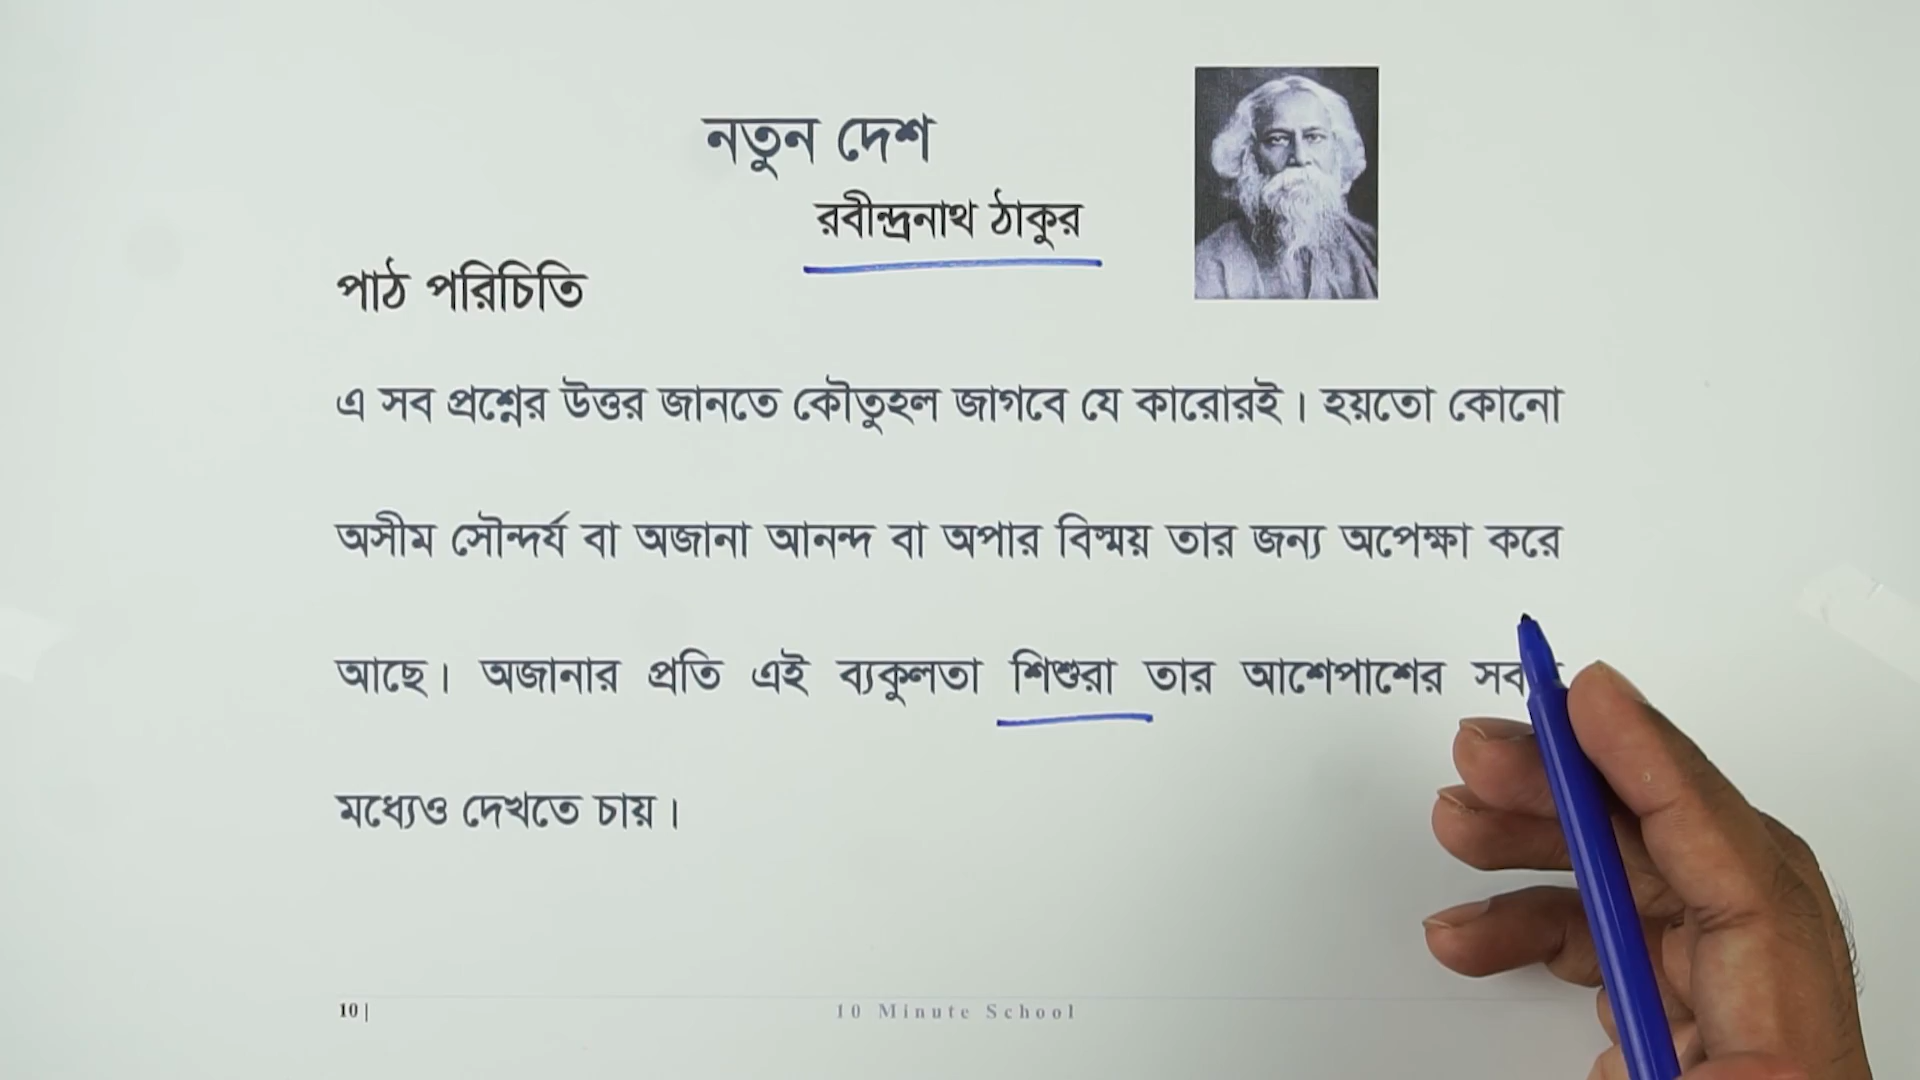 নতুন দেশ
রবীন্দ্রনাথ ঠাকুর
পাঠ পরিচিতি
এ সব প্রশ্নের উত্তর জানতে কৌতুহল জাগবে যে কারোরই। হয়তো কোনো
অসীম সৌন্দর্য বা অজানা আনন্দ বা অপার বিস্ময় তার জন্য অপেক্ষা করে
আছে। অজানার প্রতি এই ব্যকুলতা শিশুরা তার আশেপাশের
মধ্যেও দেখতে চায়।
10 |
10 Minute School